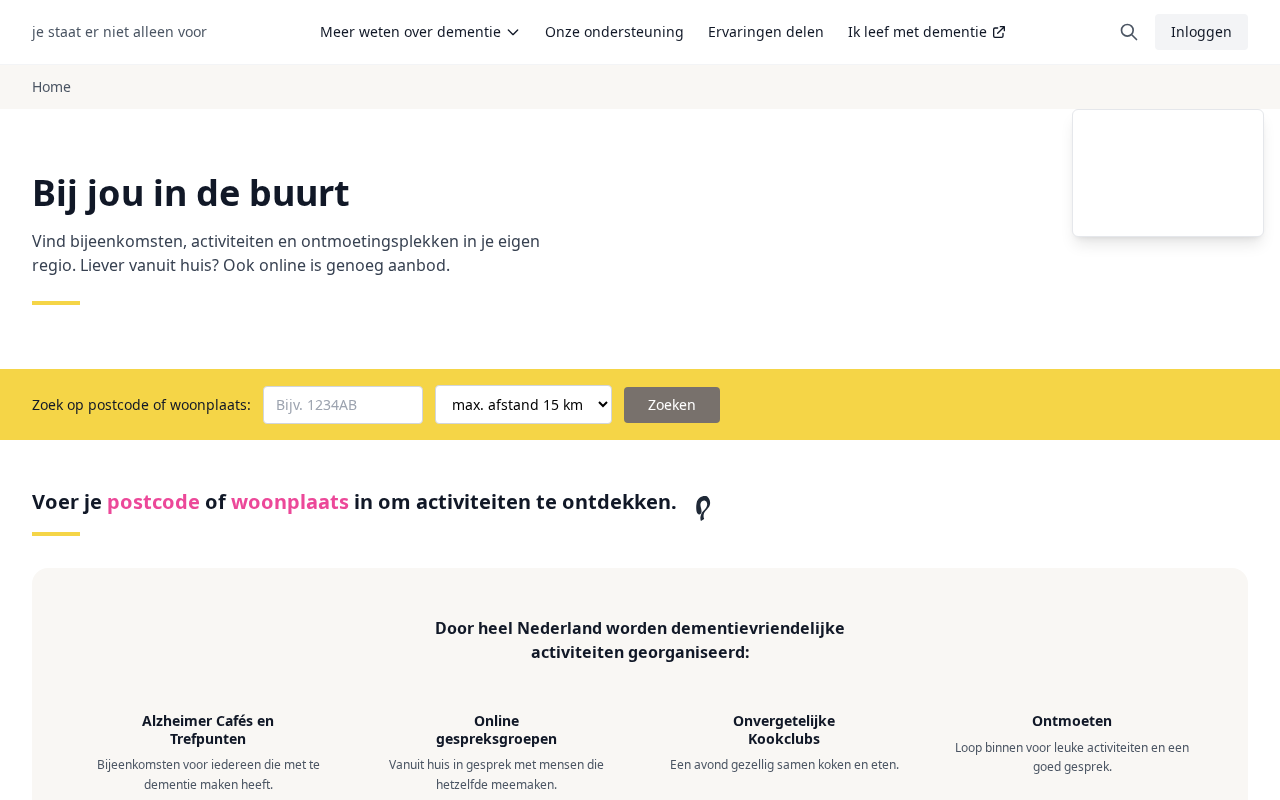 je staat er niet alleen voor
Meer weten over dementie
Onze ondersteuning
Ervaringen delen
Ik leef met dementie
Inloggen
Home
Bij jou in de buurt
Vind bijeenkomsten, activiteiten en ontmoetingsplekken in je eigen
regio. Liever vanuit huis? Ook online is genoeg aanbod.
Zoek op postcode of woonplaats:
Bijv. 1234AB
max. afstand 15 km
Zoeken
Voer je postcode of woonplaats in om activiteiten te ontdekken.
Door heel Nederland worden dementievriendelijke
activiteiten georganiseerd:
Alzheimer Cafés en
Trefpunten
Bijeenkomsten voor iedereen die met te
dementie maken heeft.
Online
gespreksgroepen
Vanuit huis in gesprek met mensen die
hetzelfde meemaken.
Onvergetelijke
Kookclubs
Een avond gezellig samen koken en eten.
Ontmoeten
Loop binnen voor leuke activiteiten en een
goed gesprek.